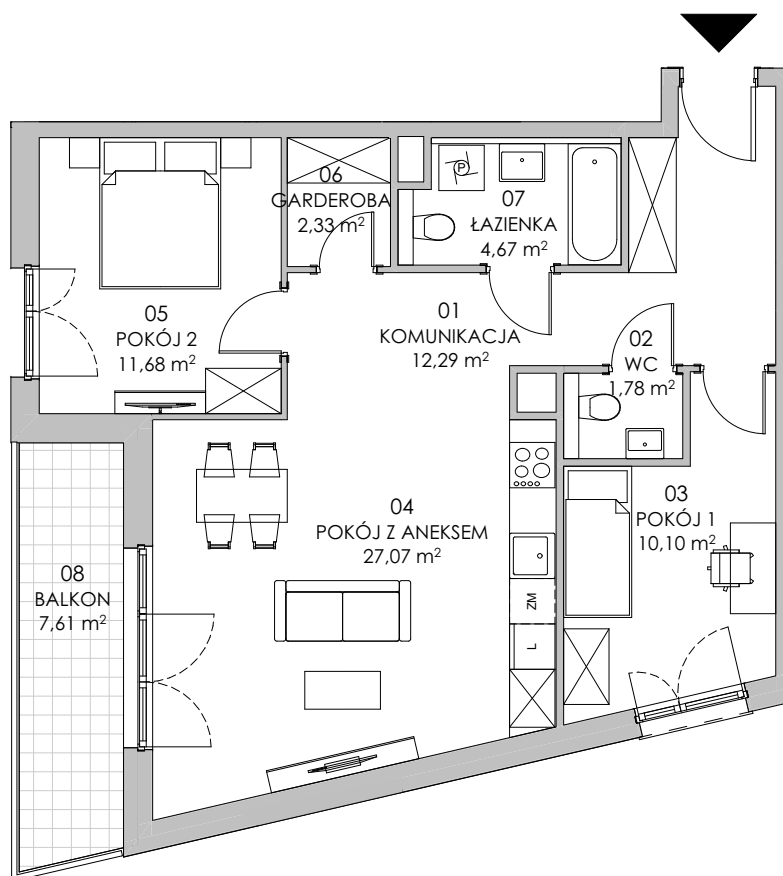 06
GARDEROBA
2,33 m²
P
07
ŁAZIENKA
4,67 m²
05
POKÓJ 2
11,68 m²
01
KOMUNIKACJA
12,29 m²
02
WC
1,78 m²
04
POKÓJ Z ANEKSEM
27,07 m²
03
POKÓJ 1
10,10 m²
08
BALKON
7,61 m²
ZM
L